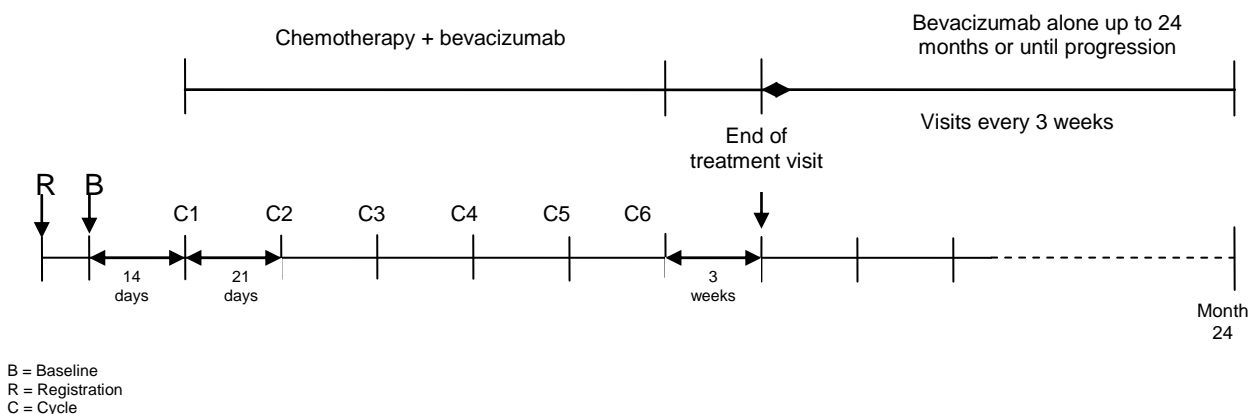 Chemotherapy + bevacizumab
Bevacizumab alone up to 24
months or until progression
Visits every 3 weeks
End of
treatment visit
R
B
C1
C2
C3
C4
C5
C6
14
days
21
days
3
weeks
Month
24
B = Baseline
R = Registration
C = Cycle